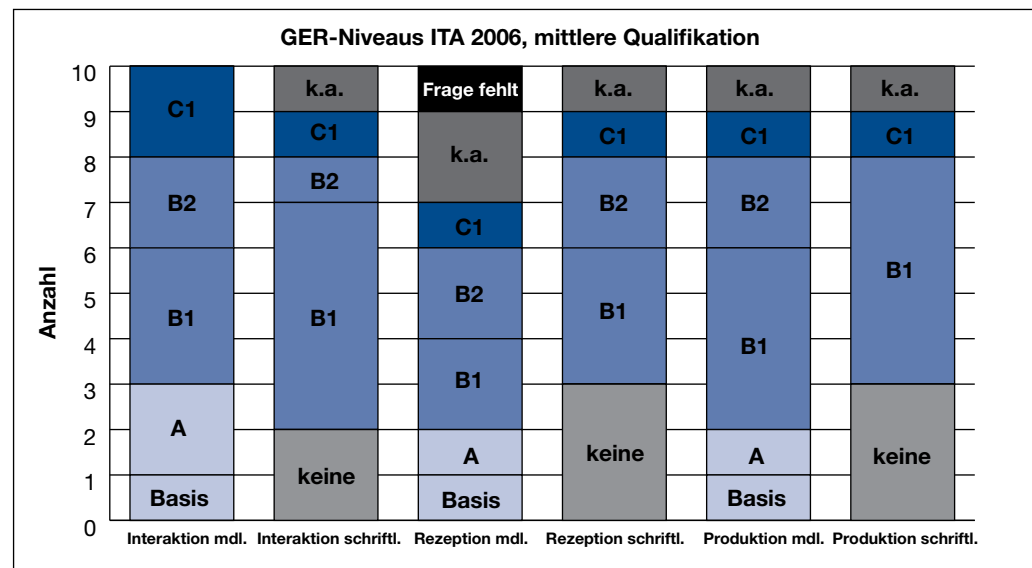 GER-Niveaus ITA 2006, mittlere Qualifikation
Anzahl
10
9
8
7
6
5
4
3
2
1
0
C1
B2
B1
A
Basis
k.a.
C1
B2
B1
keine
Frage fehlt
k.a.
C1
B2
B1
A
Basis
k.a.
C1
B2
B1
keine
k.a.
C1
B2
B1
A
Basis
k.a.
C1
B1
keine
Interaktion mdl.
Interaktion schriftl.
Rezeption mdl.
Rezeption schriftl.
Produktion mdl.
Produktion schriftl.